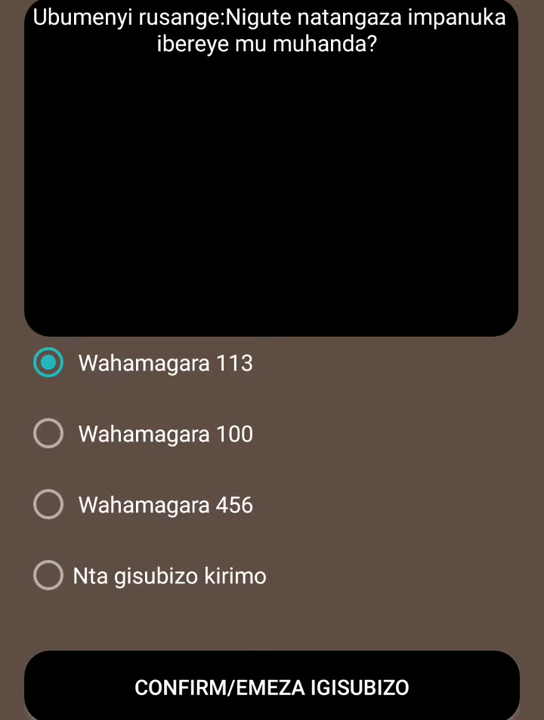 Ubumenyi rusange:Nigute natangaza impanuka
ibereye mu muhanda?
Wahamagara 113
Wahamagara 100
Wahamagara 456
Nta gisubizo kirimo
CONFIRM/EMEZA IGISUBIZO